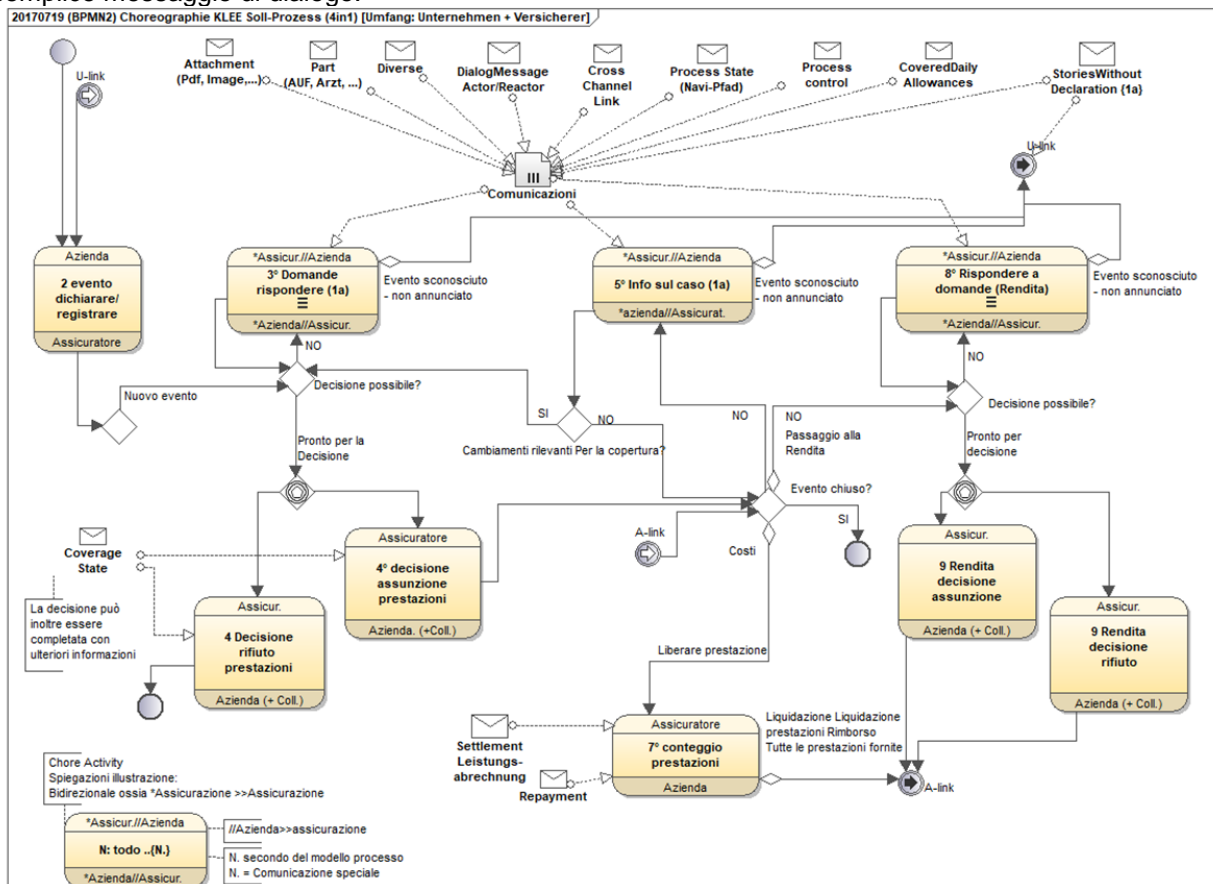 semplice messaggio di dialogo.
20170719 (BPMN2) Choreographie KLEE Soll-Prozess (4in1) [Umfang: Unternehmen + Versicherer]
U-link
Attachment
(Pdf, Image,...)
Part
(AUF, Arzt, ...)
Diverse
DialogMessage
Actor/Reactor
Cross
Channel
Link
Process State
(Navi-Pfad)
Process
control
CoveredDaily
Allowances
StoriesWithout
Declaration {1a}
U-link
Comunicazioni
Azienda
2 evento
dichiarare/
registrare
Assicuratore
*Assicur.//Azienda
3º Domande
rispondere (1a)
*Azienda//Assicur.
Evento sconosciuto
- non annunciato
*Assicur.//Azienda
5º Info sul caso (1a)
*azienda//Assicurat.
Evento sconosciuto
- non annunciato
*Assicur.//Azienda
8º Rispondere a
domande (Rendita)
*Azienda//Assicur.
Evento sconosciuto
- non annunciato
NO
Decisione possibile?
Nuovo evento
SI
NO
Cambiamenti rilevanti Per la copertura?
NO
NO
Passaggio alla
Rendita
NO
Decisione possibile?
Pronto per la
Decisione
Pronto per
decisione
Evento chiuso?
SI
A-link
Costi
Coverage
State
La decisione può
inoltre essere
completata con
ulteriori informazioni
Assicuratore
4º decisione
assunzione
prestazioni
Azienda. (+Coll.)
Assicur.
4 Decisione
rifiuto
prestazioni
Azienda (+ Coll.)
Assicur.
9 Rendita
decisione
assunzione
Azienda (+ Coll.)
Assicur.
9 Rendita
decisione
rifiuto
Azienda (+ Coll.)
Liberare prestazione
Settlement
Leistungs-
abrechnung
Repayment
Assicuratore
7º conteggio
prestazioni
Azienda
Liquidazione Liquidazione
prestazioni Rimborso
Tutte le prestazioni fornite
A-link
Chore Activity
Spiegazioni illustrazione:
Bidirezionale ossia *Assicurazione >>Assicurazione
*Assicur.//Azienda
N: todo ..{N.}
*Azienda//Assicur.
//Azienda>>assicurazione
N. secondo del modello processo
N. = Comunicazione speciale